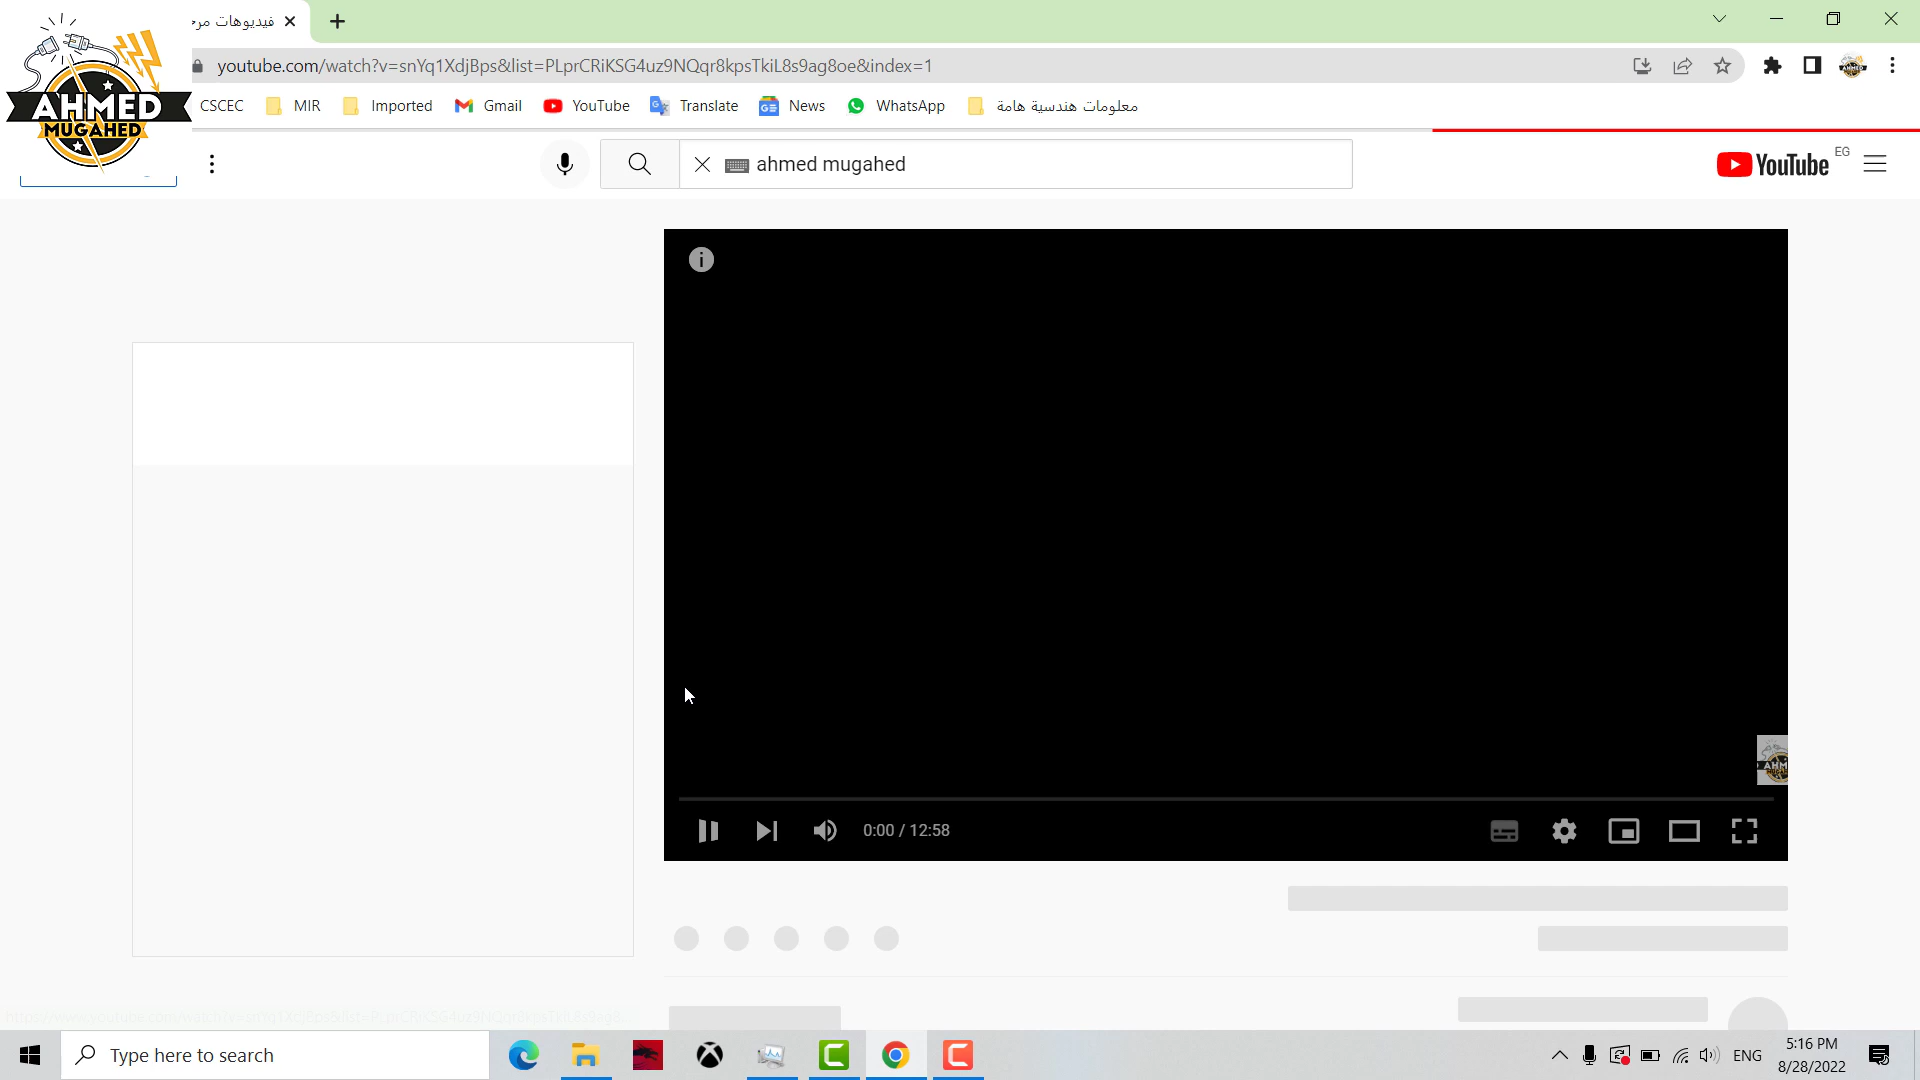 فيديوهات مرج
youtube.com/watch?v=snYq1XdjBps&list=PLprCRiKSG4uz9NQqr8kpsTkiL8s9ag8oe&index=1
AHMED
MUGAHED
CSCEC MIR Imported Gmail YouTube Translate News WhatsApp معلومات هندسية هامة
ahmed mugahed
YouTube EG
0:00 / 12:58
Type here to search
ENG
5:16 PM
8/28/2022